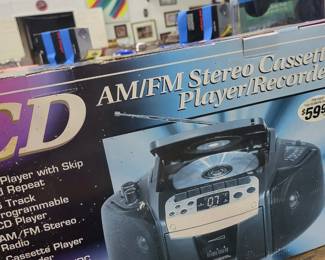 CD
AM/FM Stereo Cassette
Player/Recorder
$59
Player with Skip
Repeat
Track
Programmable
CD Player
AM/FM Stereo
Radio
Cassette Player
07